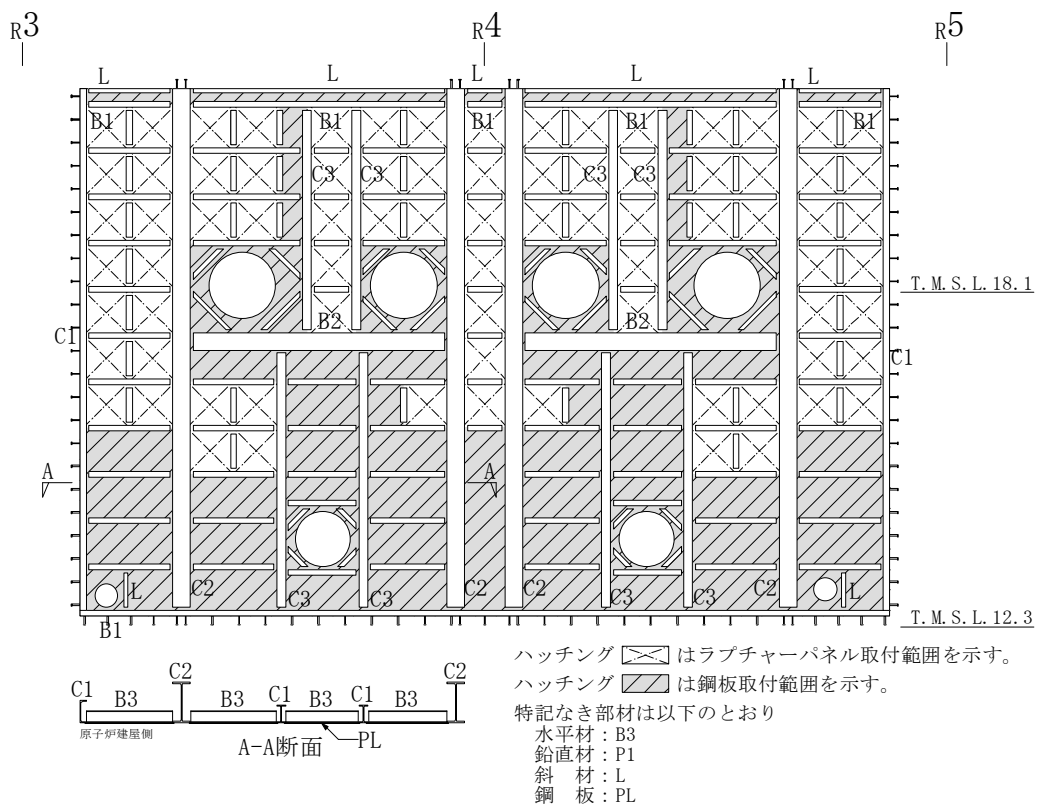 R3 R4 R5
L L L L L
B1 B1 B1 B1 B1
C3 C3 C3 C3
T.M.S.L.18.1
B2 B2
C1 C1
A A
C2 C3 C3 C2 C2 C3 C3 C2
L L
B1
T.M.S.L.12.3
ハッチング はラプチャーパネル取付範囲を示す。
ハッチング は鋼板取付範囲を示す。
特記なき部材は以下のとおり
水平材：B3
鉛直材：P1
斜　材：L
鋼　板：PL
C1 B3 C2 B3 C1 B3 C1 B3 C2
原子炉建屋側
A-A断面 PL